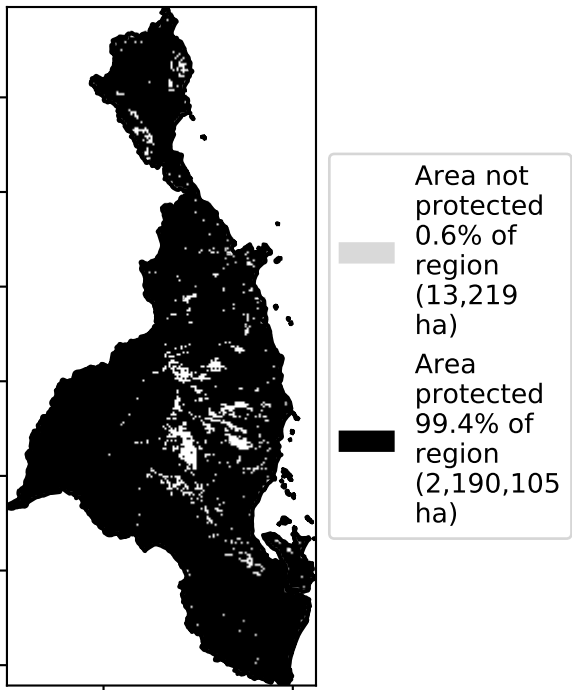 Area not
protected
0.6% of
region
(13,219
ha)
Area
protected
99.4% of
region
(2,190,105
ha)